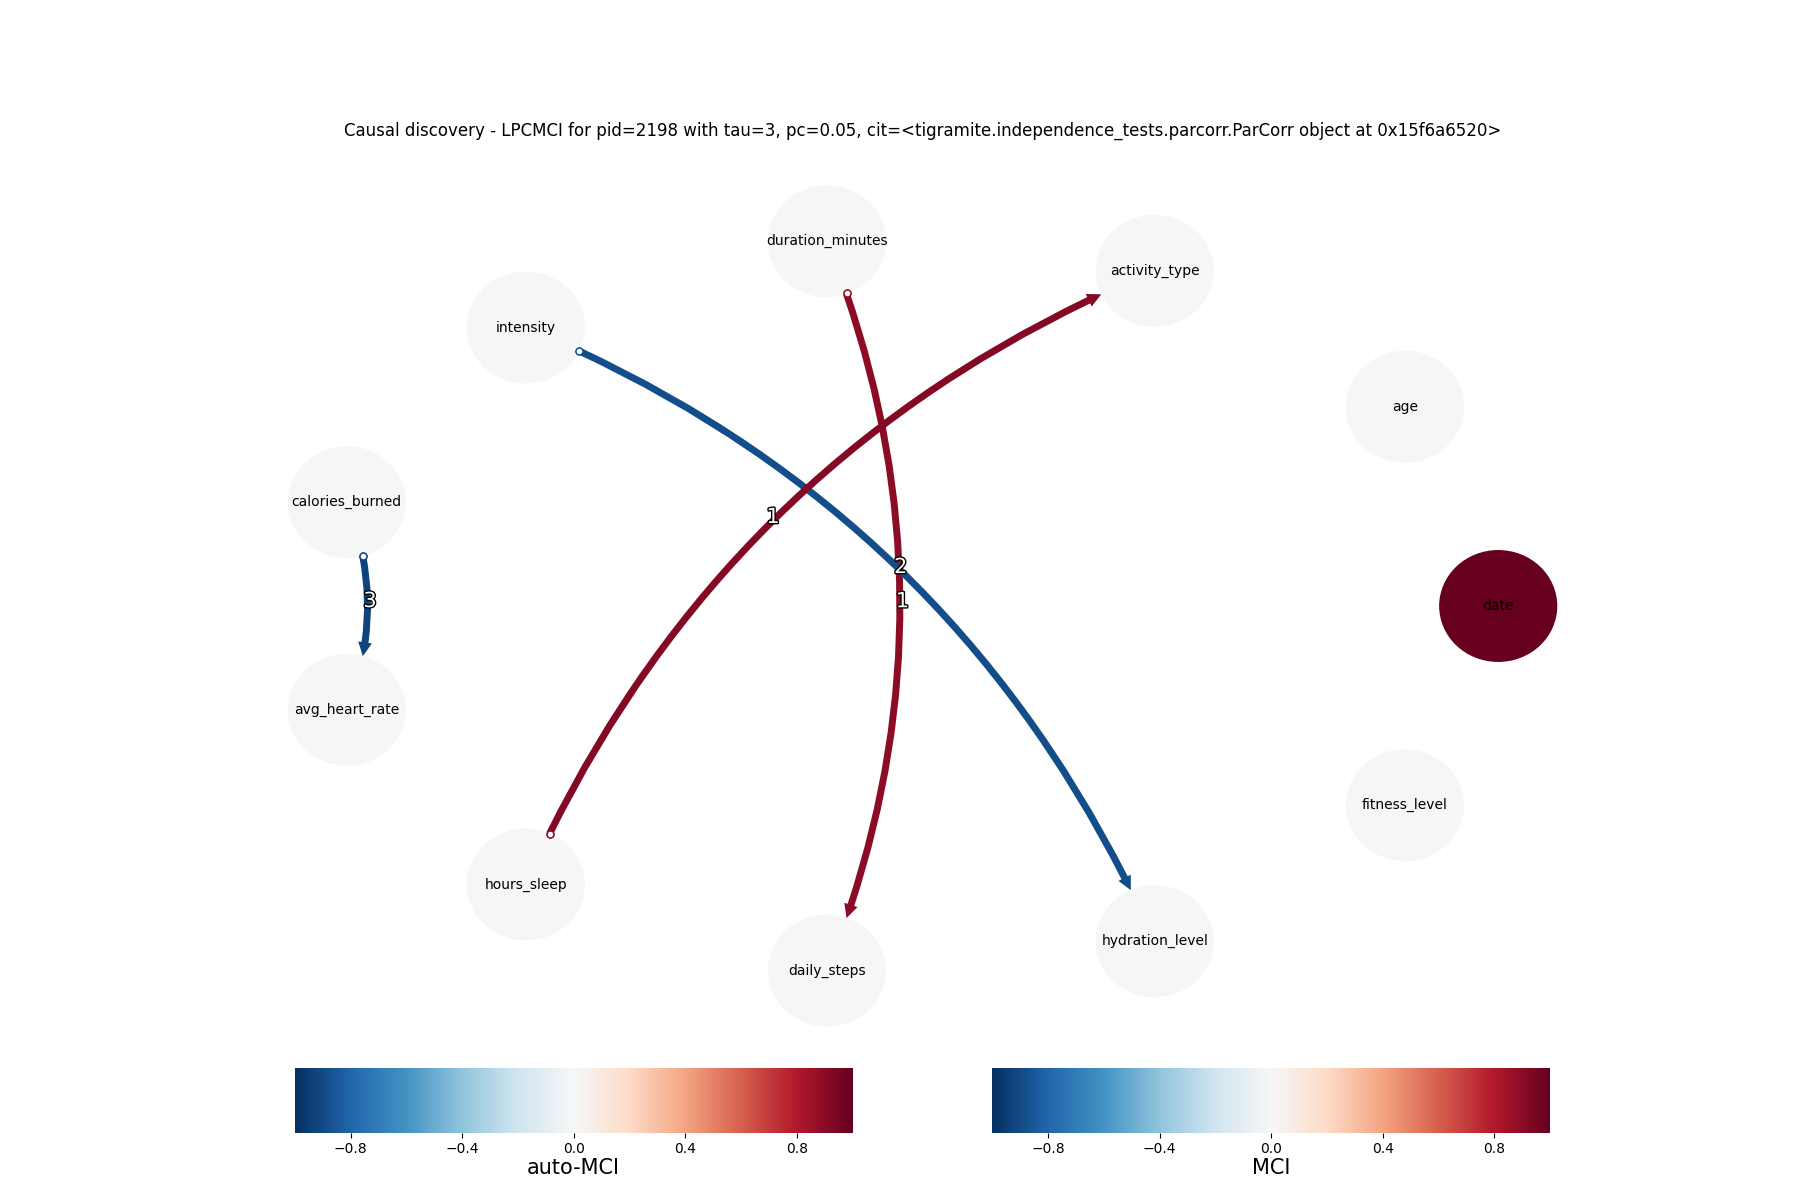 Causal discovery - LPCMCI for pid=2198 with tau=3, pc=0.05, cit=<tigramite.independence_tests.parcorr.ParCorr object at 0x15f6a6520>
duration_minutes
activity_type
intensity
age
calories_burned
1
2
3
1
date
avg_heart_rate
fitness_level
hours_sleep
hydration_level
daily_steps
−0.8 −0.4 0.0 0.4 0.8
auto-MCI
−0.8 −0.4 0.0 0.4 0.8
MCI